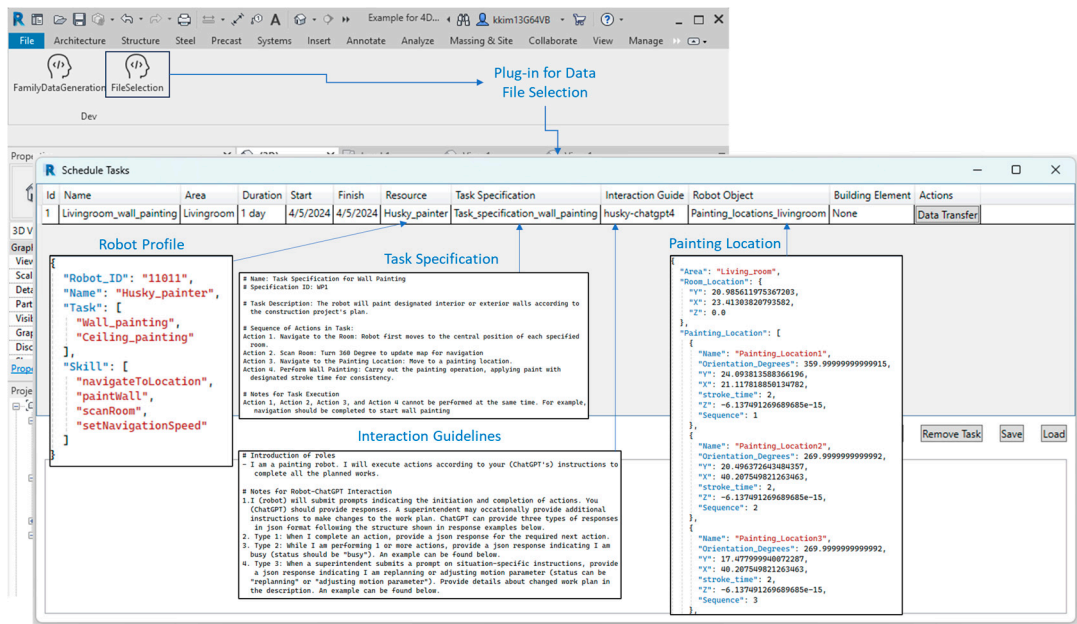 Example for 4D...
kkim13G64VB
File Architecture Structure Steel Precast Systems Insert Annotate Analyze Massing & Site Collaborate View Manage
FamilyDataGeneration
FileSelection
Dev
Plug-in for Data
File Selection
Schedule Tasks
Id Name Area Duration Start Finish Resource Task Specification Interaction Guide Robot Object Building Element Actions
1 Livingroom_wall_painting Livingroom 1 day 4/5/2024 4/5/2024 Husky_painter Task_specification_wall_painting husky-chatgpt4 Painting_locations_livingroom None Data Transfer
3D V
Grap
View
Scal
Deta
Part
Visi
Grap
Disc
Prope
Proje
Robot Profile
{
"Robot_ID": "11011",
"Name": "Husky_painter",
"Task": [
"Wall_painting",
"Ceiling_painting"
],
"Skill": [
"navigateToLocation",
"paintWall",
"scanRoom",
"setNavigationSpeed"
]
}
Task Specification
# Name: Task Specification for Wall Painting
# Specification ID: WP1
# Task Description: The robot will paint designated interior or exterior walls according to
the construction project's plan.
# Sequence of Actions in Task:
Action 1. Navigate to the Room: Robot first moves to the central position of each specified
room.
Action 2. Scan Room: Turn 360 Degree to update map for navigation
Action 3. Navigate to the Painting Location: Move to a painting location.
Action 4. Perform Wall Painting: Carry out the painting operation, applying paint with
designated stroke time for consistency.
# Notes for Task Execution
Action 1, Action 2, Action 3, and Action 4 cannot be performed at the same time. For example,
navigation should be completed to start wall painting
Interaction Guidelines
# Introduction of roles
- I am a painting robot. I will execute actions according to your (ChatGPT's) instructions to
complete all the planned works.
# Notes for Robot-ChatGPT Interaction
1.I (robot) will submit prompts indicating the initiation and completion of actions. You
(ChatGPT) should provide responses. A superintendent may occationally provide additional
instructions to make changes to the work plan. ChatGPT can provide three types of responses
in json format following the structure shown in response examples below.
2. Type 1: When I complete an action, provide a json response for the required next action.
3. Type 2: While I am performing 1 or more actions, provide a json response indicating I am
busy (status should be "busy"). An example can be found below.
4. Type 3: When a superintendent submits a prompt on situation-specific instructions, provide
a json response indicating I am replanning or adjusting motion parameter (status can be
"replanning" or "adjusting motion parameter"). Provide details about changed work plan in
the description. An example can be found below.
Painting Location
{
"Area": "Living_room",
"Room_Location": {
"Y": 20.985611975367203,
"X": 23.41303820793582,
"Z": 0.0
},
"Painting_Location": [
{
"Name": "Painting_Location1",
"Orientation_Degrees": 359.9999999999915,
"Y": 24.093813588366196,
"X": 21.117818850134782,
"stroke_time": 2,
"Z": -6.137491269689685e-15,
"Sequence": 1
},
{
"Name": "Painting_Location2",
"Orientation_Degrees": 269.9999999999992,
"Y": 20.496372643484357,
"X": 40.207549821263463,
"stroke_time": 2,
"Z": -6.137491269689685e-15,
"Sequence": 2
},
{
"Name": "Painting_Location3",
"Orientation_Degrees": 269.9999999999992,
"Y": 17.477999940072287,
"X": 40.207549821263463,
"stroke_time": 2,
"Z": -6.137491269689685e-15,
"Sequence": 3
},
Remove Task Save Load